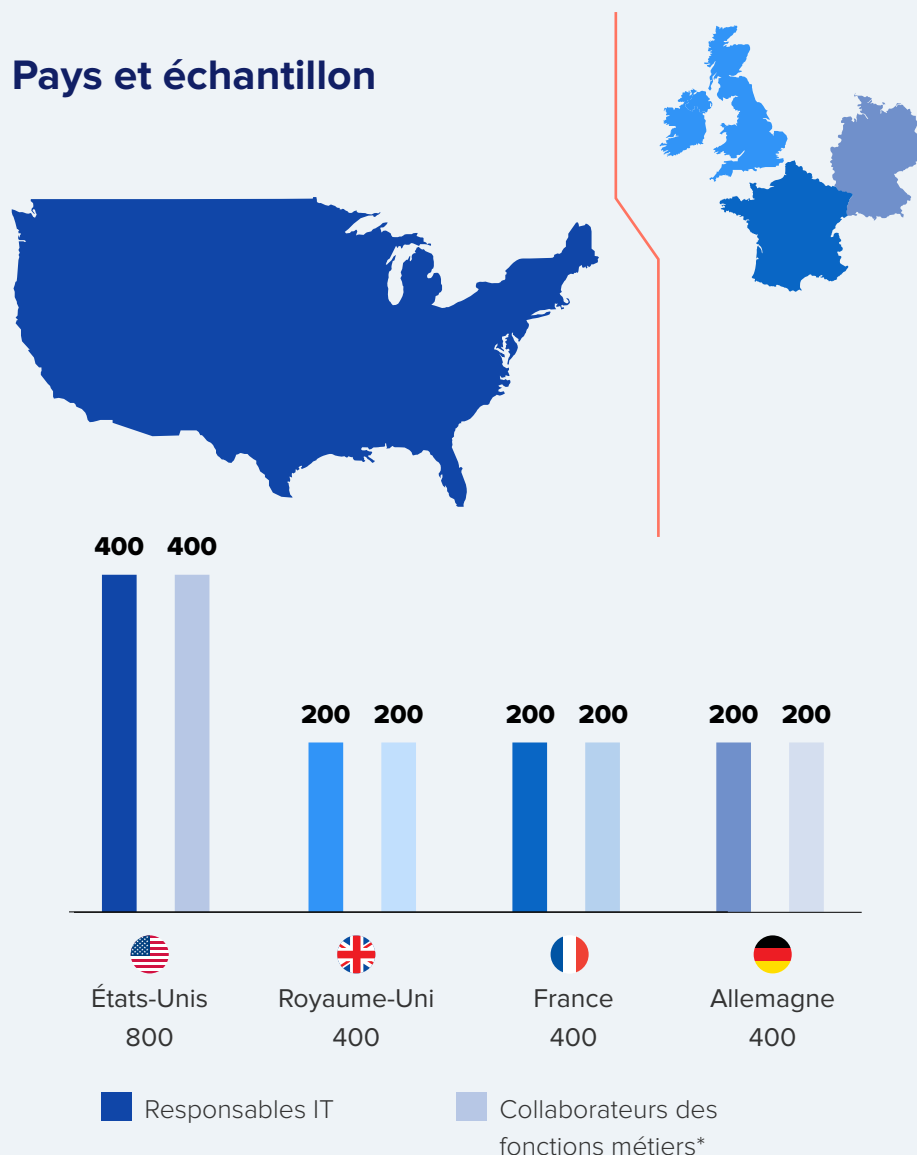 Pays et échantillon
400 400
200 200
200 200
200 200
États-Unis
800
Royaume-Uni
400
France
400
Allemagne
400
Responsables IT
Collaborateurs des
fonctions métiers*